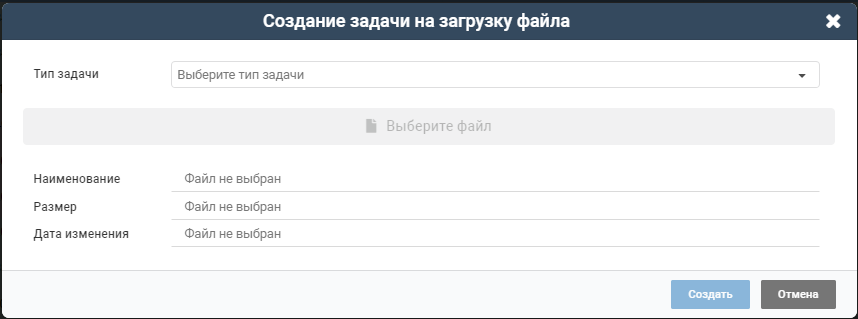 Создание задачи на загрузку файла
Тип задачи Выберите тип задачи
Выберите файл
Наименование Файл не выбран
Размер Файл не выбран
Дата изменения Файл не выбран
Создать Отмена